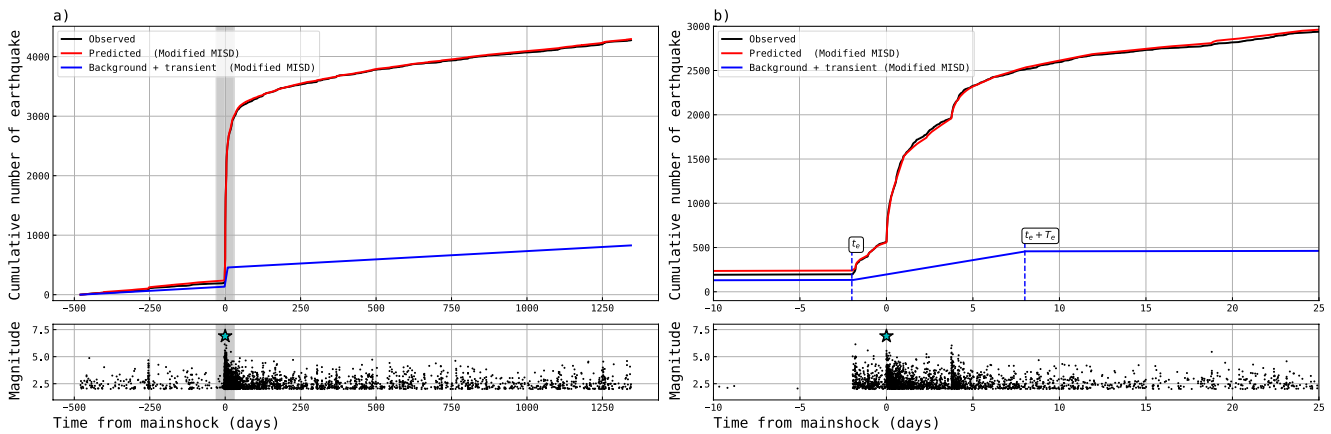 a)
Cumulative number of earthquake
4000
3000
2000
1000
0
Observed
Predicted (Modified MISD)
Background + transient (Modified MISD)
−500 −250 0 250 500 750 1000 1250
Magnitude
7.5
5.0
2.5
−500 −250 0 250 500 750 1000 1250
Time from mainshock (days)
b)
Cumulative number of earthquake
3000
2500
2000
1500
1000
500
0
Observed
Predicted (Modified MISD)
Background + transient (Modified MISD)
t_e
t_e + T_e
−10 −5 0 5 10 15 20 25
Magnitude
7.5
5.0
2.5
−10 −5 0 5 10 15 20 25
Time from mainshock (days)